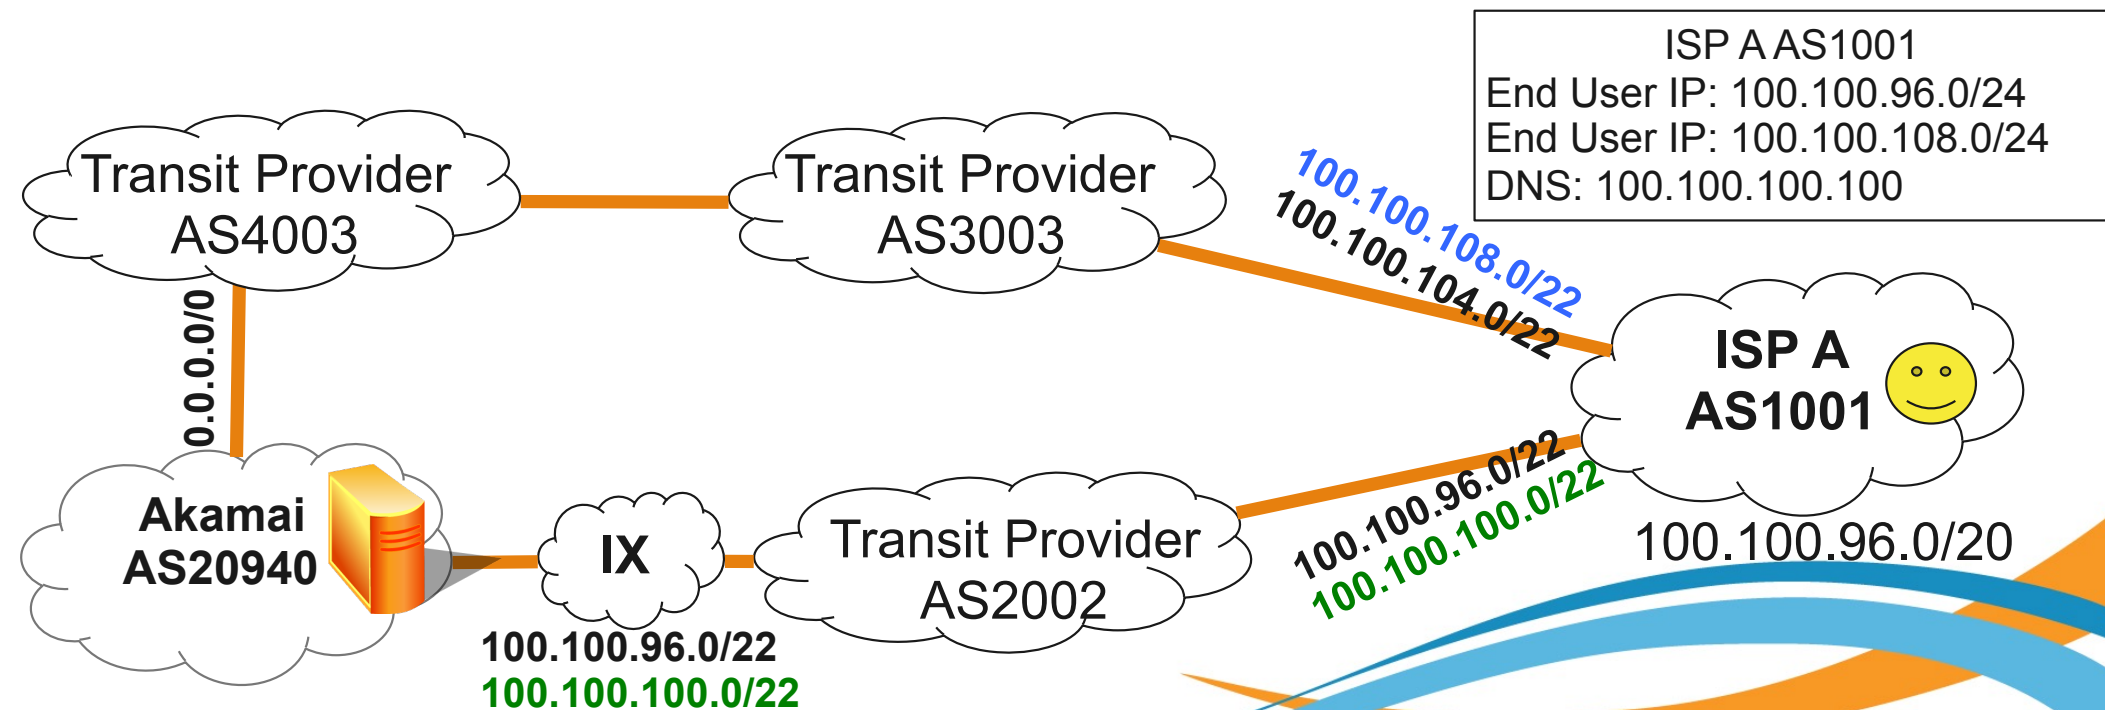 ISP A AS1001
End User IP: 100.100.96.0/24
End User IP: 100.100.108.0/24
DNS: 100.100.100.100
Transit Provider
AS4003
Transit Provider
AS3003
100.100.108.0/22
100.100.104.0/22
0.0.0.0/0
ISP A
AS1001
Akamai
AS20940
IX
Transit Provider
AS2002
100.100.96.0/22
100.100.100.0/22
100.100.96.0/20
100.100.96.0/22
100.100.100.0/22